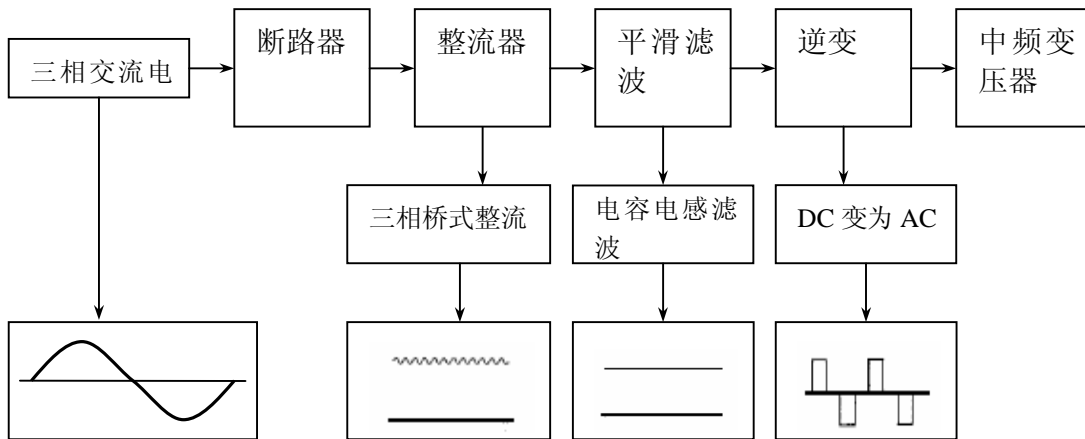 三相交流电
断路器
整流器
平滑滤
波
逆变
中频变
压器
三相桥式整流
电容电感滤
波
DC 变为 AC